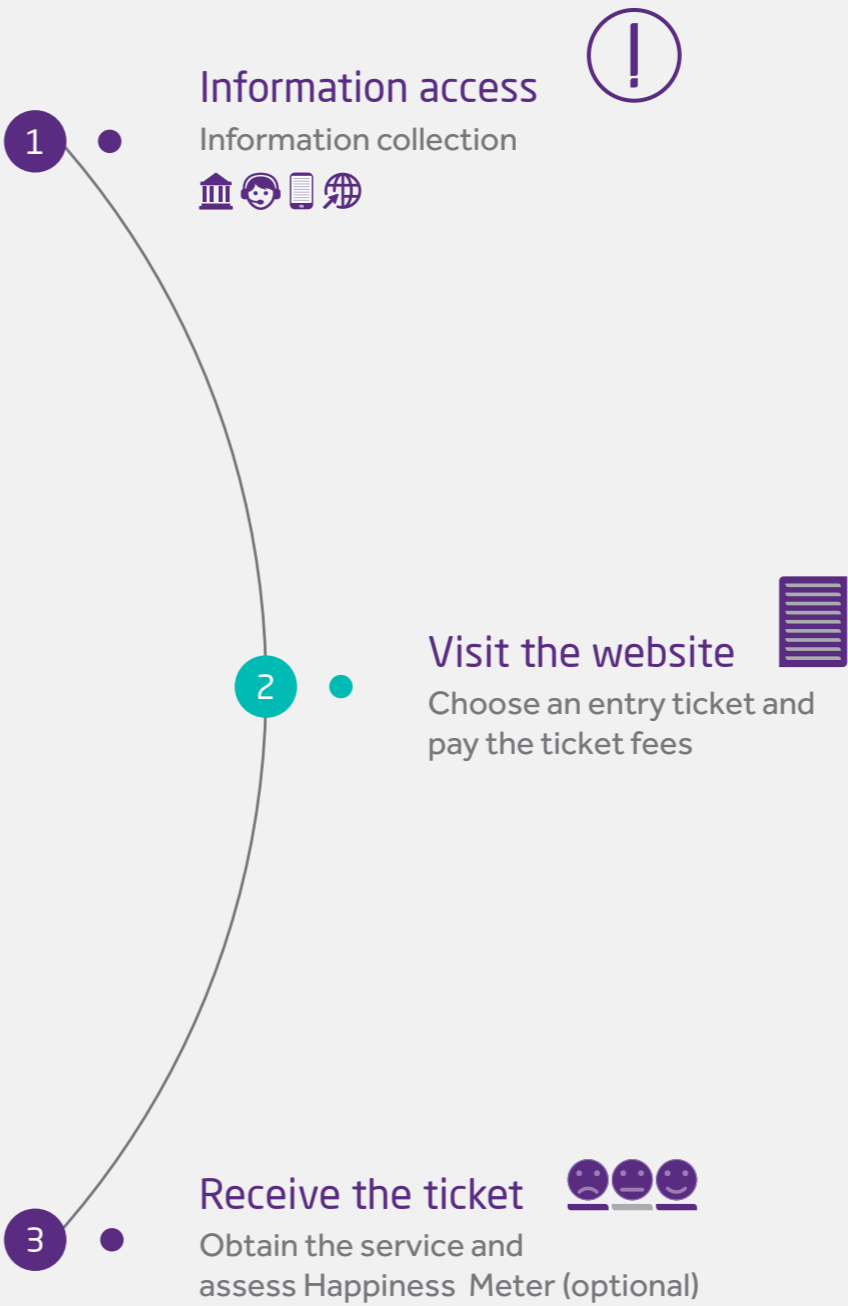 Information access
1
Information collection
Visit the website
2
Choose an entry ticket and
pay the ticket fees
Receive the ticket
3
Obtain the service and
assess Happiness Meter (optional)